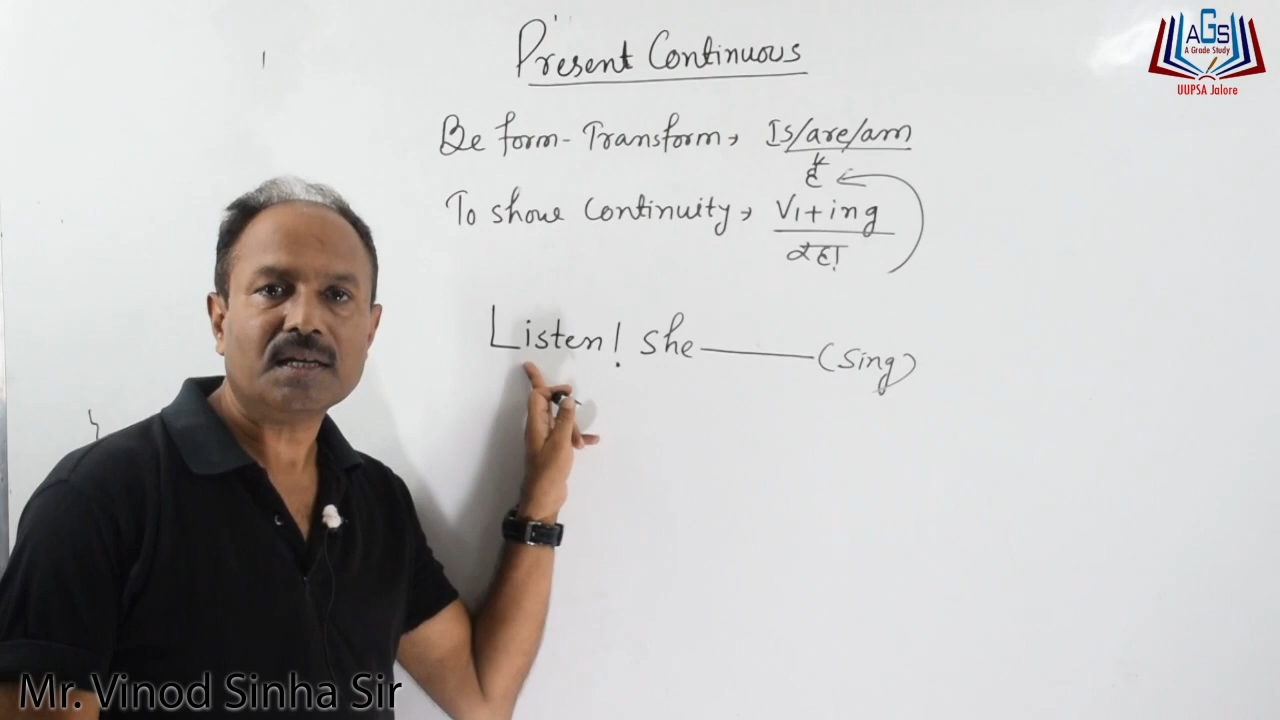 Present Continuous
Be form - Transform, Is/are/am
है
To show Continuity, V1+ing
रहा
Listen! She ———— (Sing)
AGS
A Grade Study
UUPSA Jalore
Mr. Vinod Sinha Sir